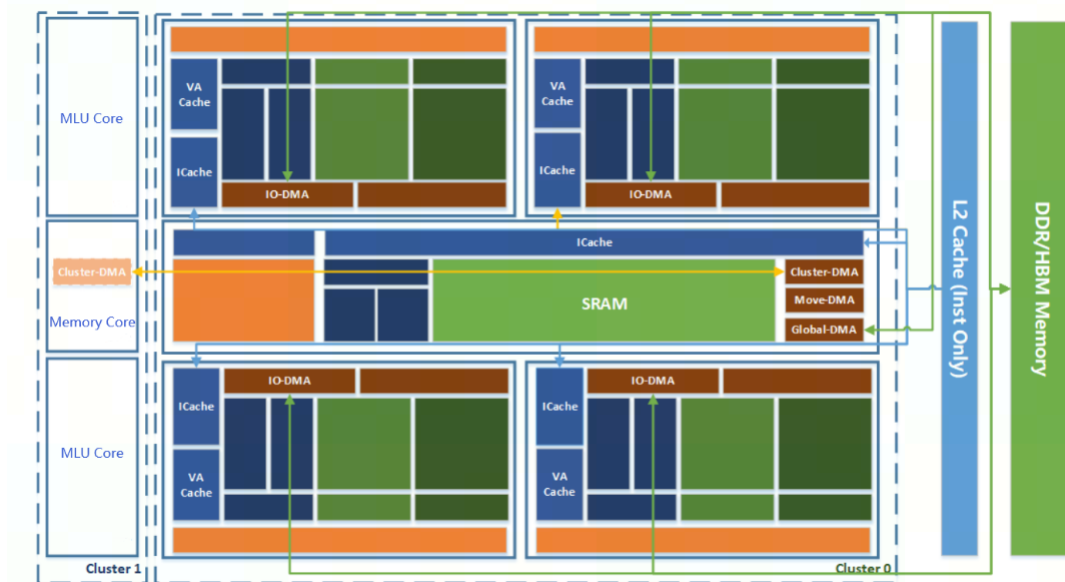 MLU Core
VA
Cache
ICache
IO-DMA
VA
Cache
ICache
IO-DMA
Cluster-DMA
Memory Core
ICache
SRAM
Cluster-DMA
Move-DMA
Global-DMA
MLU Core
ICache
VA
Cache
IO-DMA
ICache
VA
Cache
IO-DMA
Cluster 1
Cluster 0
L2 Cache (Inst Only)
DDR/HBM Memory